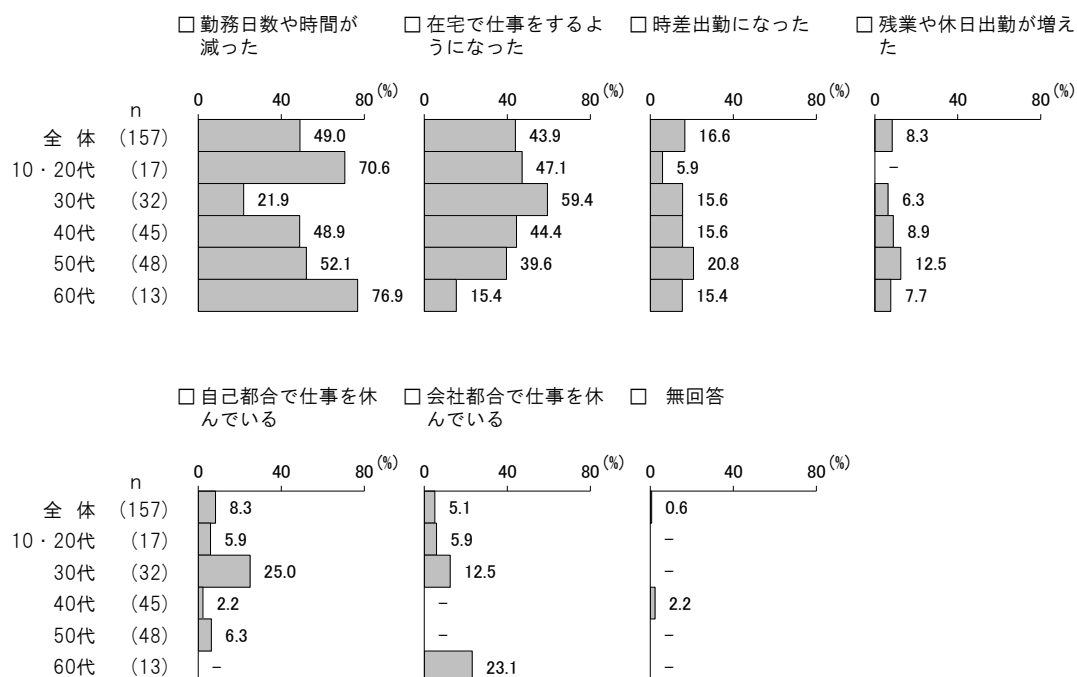 □ 勤務日数や時間が減った
□ 在宅で仕事をするようになった
□ 時差出勤になった
□ 残業や休日出勤が増えた
0 40 80 (%) 0 40 80 (%) 0 40 80 (%) 0 40 80 (%)
n
全 体 (157) 49.0 43.9 16.6 8.3
10・20代 (17) 70.6 47.1 5.9 −
30代 (32) 21.9 59.4 15.6 6.3
40代 (45) 48.9 44.4 15.6 8.9
50代 (48) 52.1 39.6 20.8 12.5
60代 (13) 76.9 15.4 15.4 7.7
□ 自己都合で仕事を休んでいる
□ 会社都合で仕事を休んでいる
□ 無回答
0 40 80 (%) 0 40 80 (%) 0 40 80
n
全 体 (157) 8.3 5.1 0.6
10・20代 (17) 5.9 5.9 −
30代 (32) 25.0 12.5 −
40代 (45) 2.2 − 2.2
50代 (48) 6.3 − −
60代 (13) − 23.1 −